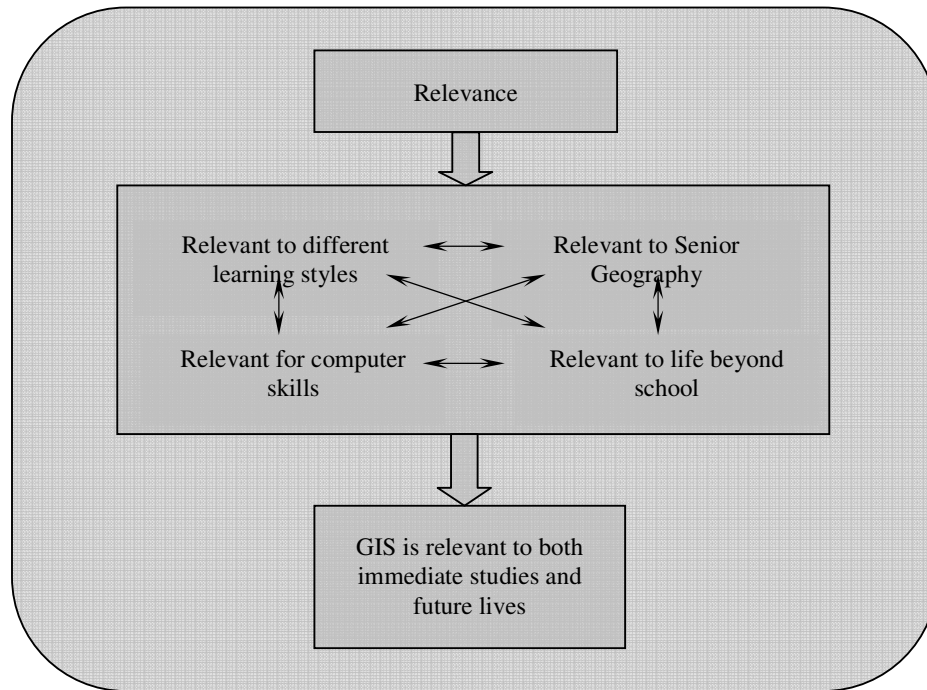 Relevance
Relevant to different
learning styles
Relevant to Senior
Geography
Relevant for computer
skills
Relevant to life beyond
school
GIS is relevant to both
immediate studies and
future lives